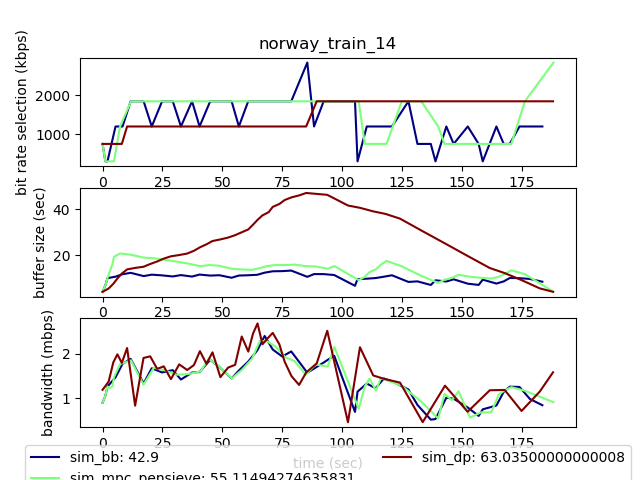 norway_train_14
bit rate selection (kbps)
2000
1000
0 25 50 75 100 125 150 175
buffer size (sec)
40
20
0 25 50 75 100 125 150 175
bandwidth (mbps)
2
1
0 25 50 75 100 125 150 175
time (sec)
sim_bb: 42.9
sim_dp: 63.03500000000008
sim_mpc_pensieve: 55.11494274635831